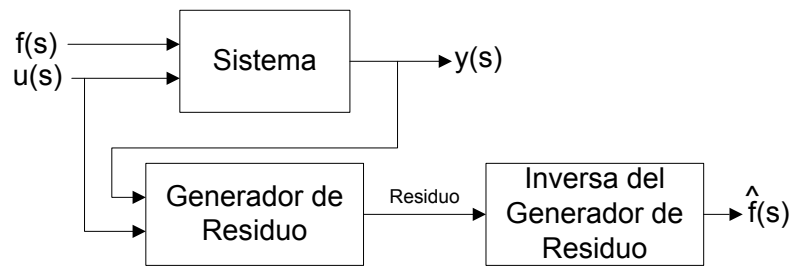 f(s)
u(s)
Sistema
y(s)
Generador de
Residuo
Residuo
Inversa del
Generador de
Residuo
f̂(s)